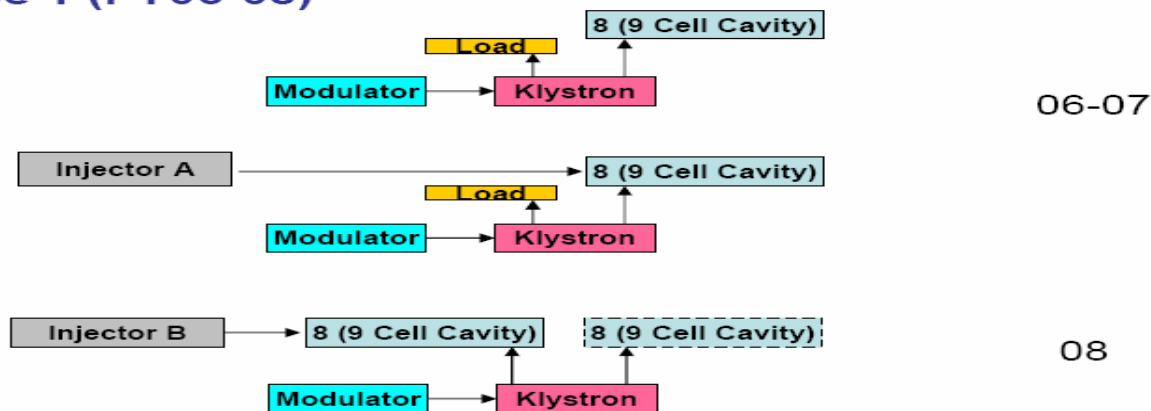 8 (9 Cell Cavity)
Load
Modulator
Klystron
06-07
Injector A
8 (9 Cell Cavity)
Load
Modulator
Klystron
Injector B
8 (9 Cell Cavity)
8 (9 Cell Cavity)
08
Modulator
Klystron